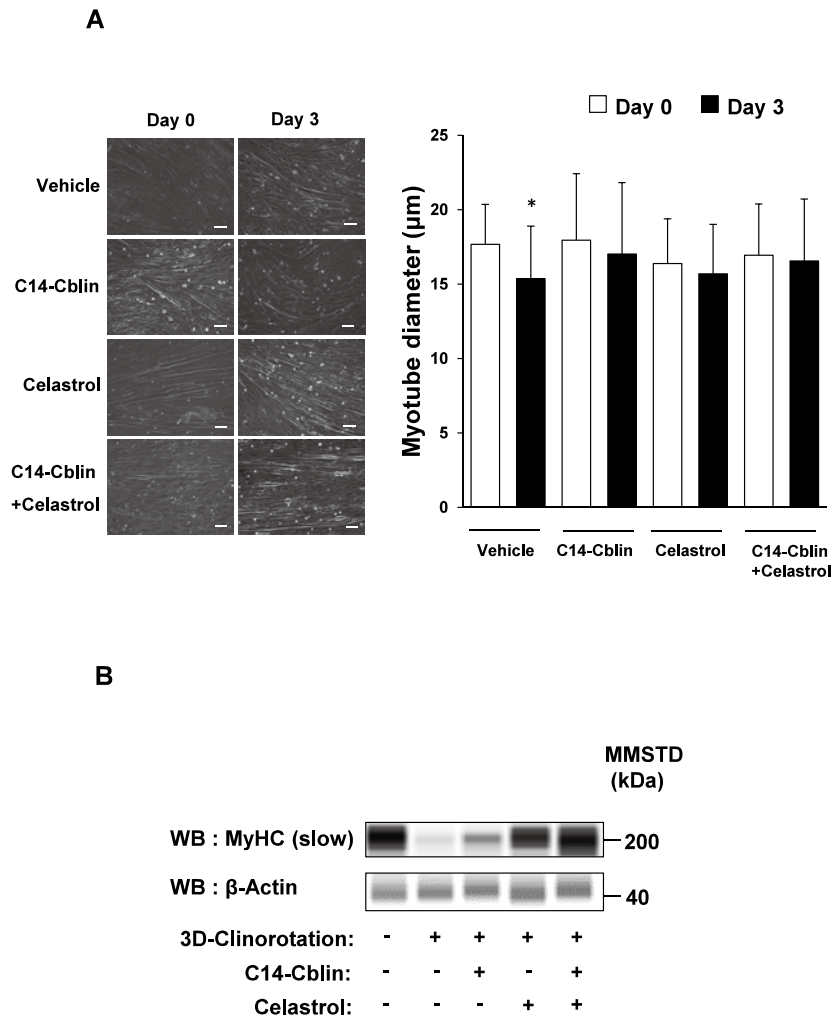 A
Day 0 Day 3
Vehicle
C14-Cblin
Celastrol
C14-Cblin
+Celastrol
Day 0 Day 3
Myotube diameter (μm)
25
20
15
10
5
0
*
Vehicle C14-Cblin Celastrol C14-Cblin
+Celastrol
B
MMSTD
(kDa)
WB : MyHC (slow) 200
WB : β-Actin 40
3D-Clinorotation: - + + + +
C14-Cblin: - - + - +
Celastrol: - - - + +